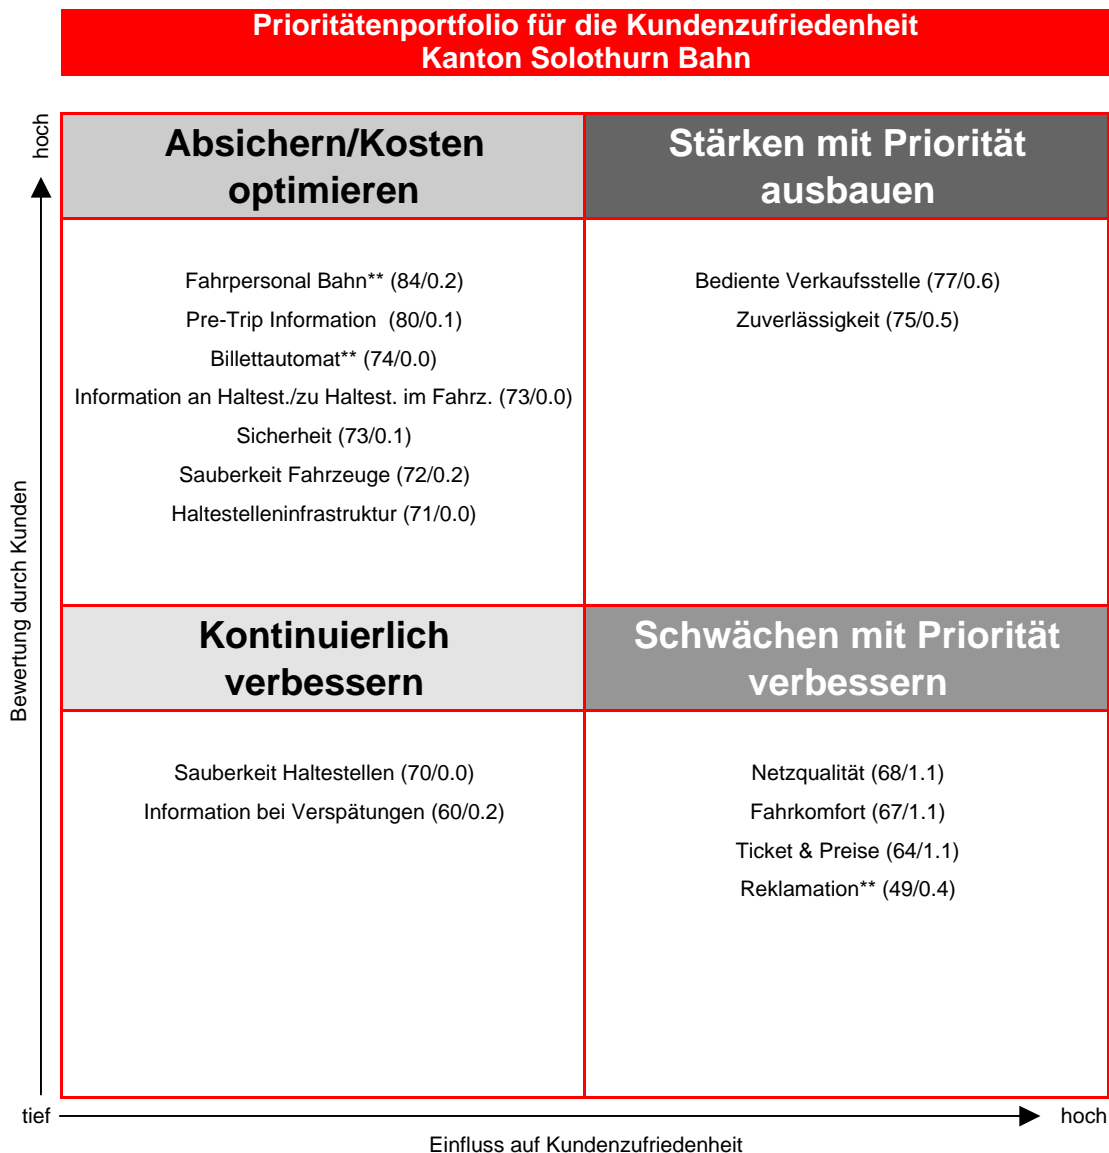 Prioritätenportfolio für die Kundenzufriedenheit
Kanton Solothurn Bahn
hoch
Absichern/Kosten
optimieren
Stärken mit Priorität
ausbauen
Fahrpersonal Bahn** (84/0.2)
Pre-Trip Information  (80/0.1)
Billettautomat** (74/0.0)
Information an Haltest./zu Haltest. im Fahrz. (73/0.0)
Sicherheit (73/0.1)
Sauberkeit Fahrzeuge (72/0.2)
Haltestelleninfrastruktur (71/0.0)
Bediente Verkaufsstelle (77/0.6)
Zuverlässigkeit (75/0.5)
Bewertung durch Kunden
Kontinuierlich
verbessern
Schwächen mit Priorität
verbessern
Sauberkeit Haltestellen (70/0.0)
Information bei Verspätungen (60/0.2)
Netzqualität (68/1.1)
Fahrkomfort (67/1.1)
Ticket & Preise (64/1.1)
Reklamation** (49/0.4)
tief
hoch
Einfluss auf Kundenzufriedenheit